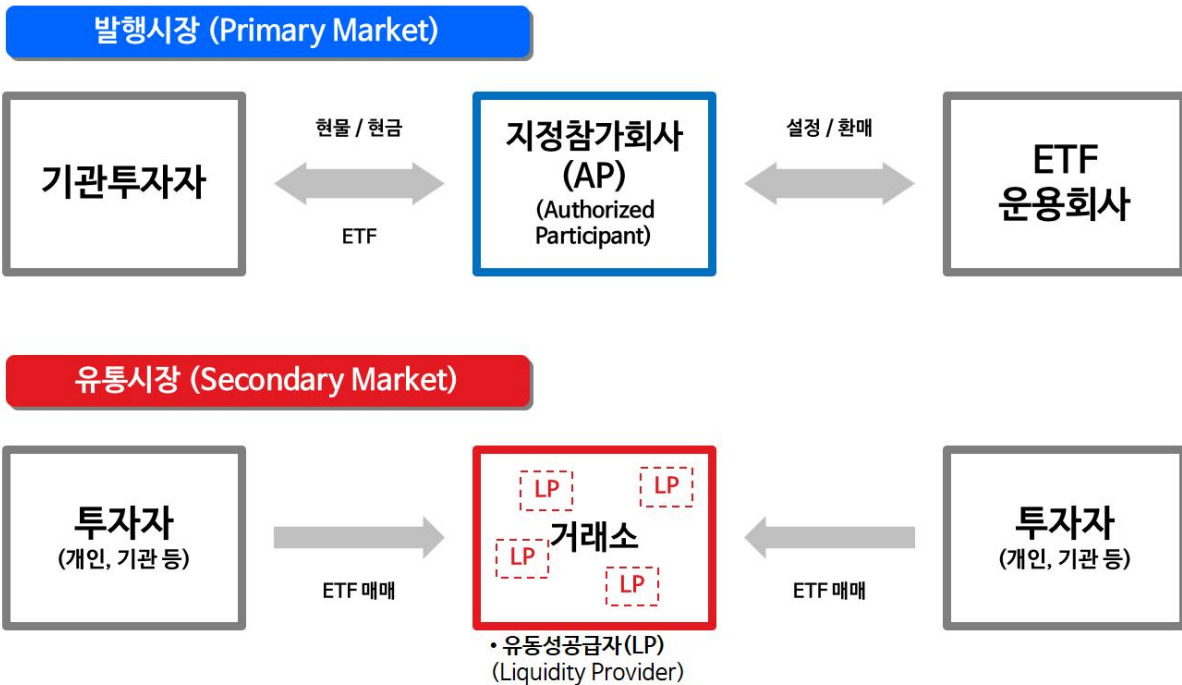 발행시장 (Primary Market)
기관투자자
현물 / 현금
ETF
지정참가회사
(AP)
(Authorized
Participant)
설정 / 환매
ETF
운용회사
유통시장 (Secondary Market)
투자자
(개인, 기관 등)
ETF 매매
LP
LP
거래소
LP
LP
• 유동성공급자(LP)
(Liquidity Provider)
ETF 매매
투자자
(개인, 기관 등)